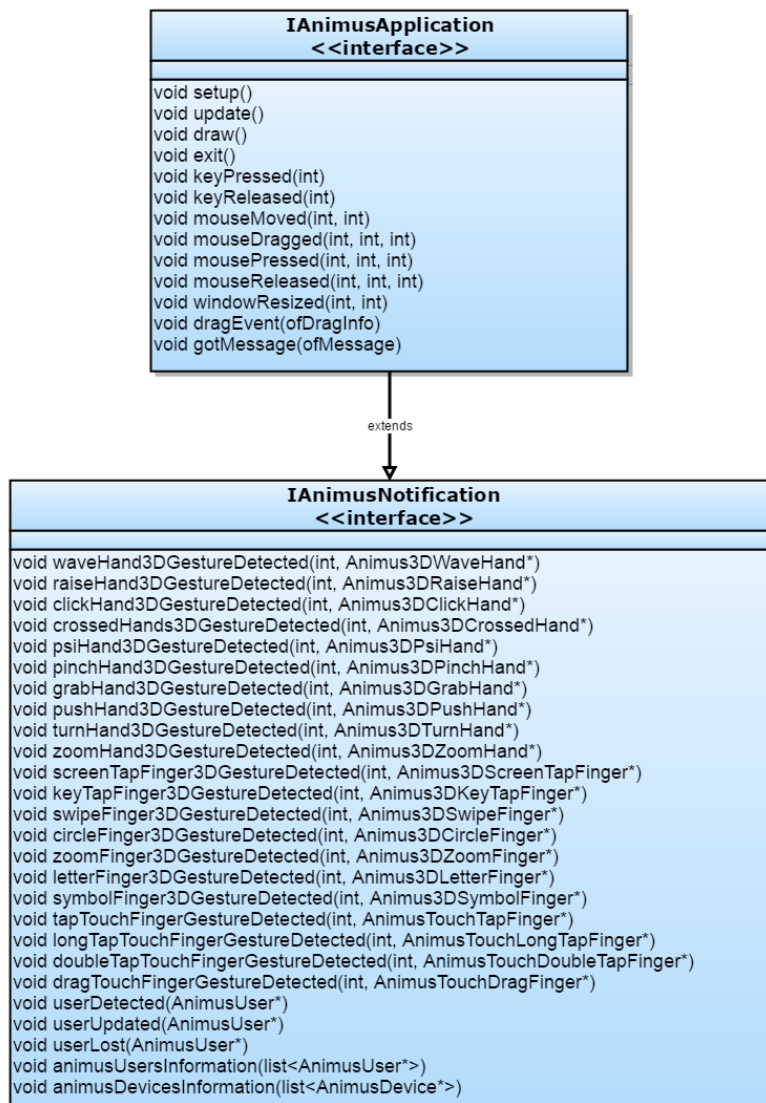 IAnimusApplication
<<interface>>
void setup()
void update()
void draw()
void exit()
void keyPressed(int)
void keyReleased(int)
void mouseMoved(int, int)
void mouseDragged(int, int, int)
void mousePressed(int, int, int)
void mouseReleased(int, int, int)
void windowResized(int, int)
void dragEvent(ofDragInfo)
void gotMessage(ofMessage)
extends
IAnimusNotification
<<interface>>
void waveHand3DGestureDetected(int, Animus3DWaveHand*)
void raiseHand3DGestureDetected(int, Animus3DRaiseHand*)
void clickHand3DGestureDetected(int, Animus3DClickHand*)
void crossedHands3DGestureDetected(int, Animus3DCrossedHand*)
void psiHand3DGestureDetected(int, Animus3DPsiHand*)
void pinchHand3DGestureDetected(int, Animus3DPinchHand*)
void grabHand3DGestureDetected(int, Animus3DGrabHand*)
void pushHand3DGestureDetected(int, Animus3DPushHand*)
void turnHand3DGestureDetected(int, Animus3DTurnHand*)
void zoomHand3DGestureDetected(int, Animus3DZoomHand*)
void screenTapFinger3DGestureDetected(int, Animus3DScreenTapFinger*)
void keyTapFinger3DGestureDetected(int, Animus3DKeyTapFinger*)
void swipeFinger3DGestureDetected(int, Animus3DSwipeFinger*)
void circleFinger3DGestureDetected(int, Animus3DCircleFinger*)
void zoomFinger3DGestureDetected(int, Animus3DZoomFinger*)
void letterFinger3DGestureDetected(int, Animus3DLetterFinger*)
void symbolFinger3DGestureDetected(int, Animus3DSymbolFinger*)
void tapTouchFingerGestureDetected(int, AnimusTouchTapFinger*)
void longTapTouchFingerGestureDetected(int, AnimusTouchLongTapFinger*)
void doubleTapTouchFingerGestureDetected(int, AnimusTouchDoubleTapFinger*)
void dragTouchFingerGestureDetected(int, AnimusTouchDragFinger*)
void userDetected(AnimusUser*)
void userUpdated(AnimusUser*)
void userLost(AnimusUser*)
void animusUsersInformation(list<AnimusUser*>)
void animusDevicesInformation(list<AnimusDevice*>)